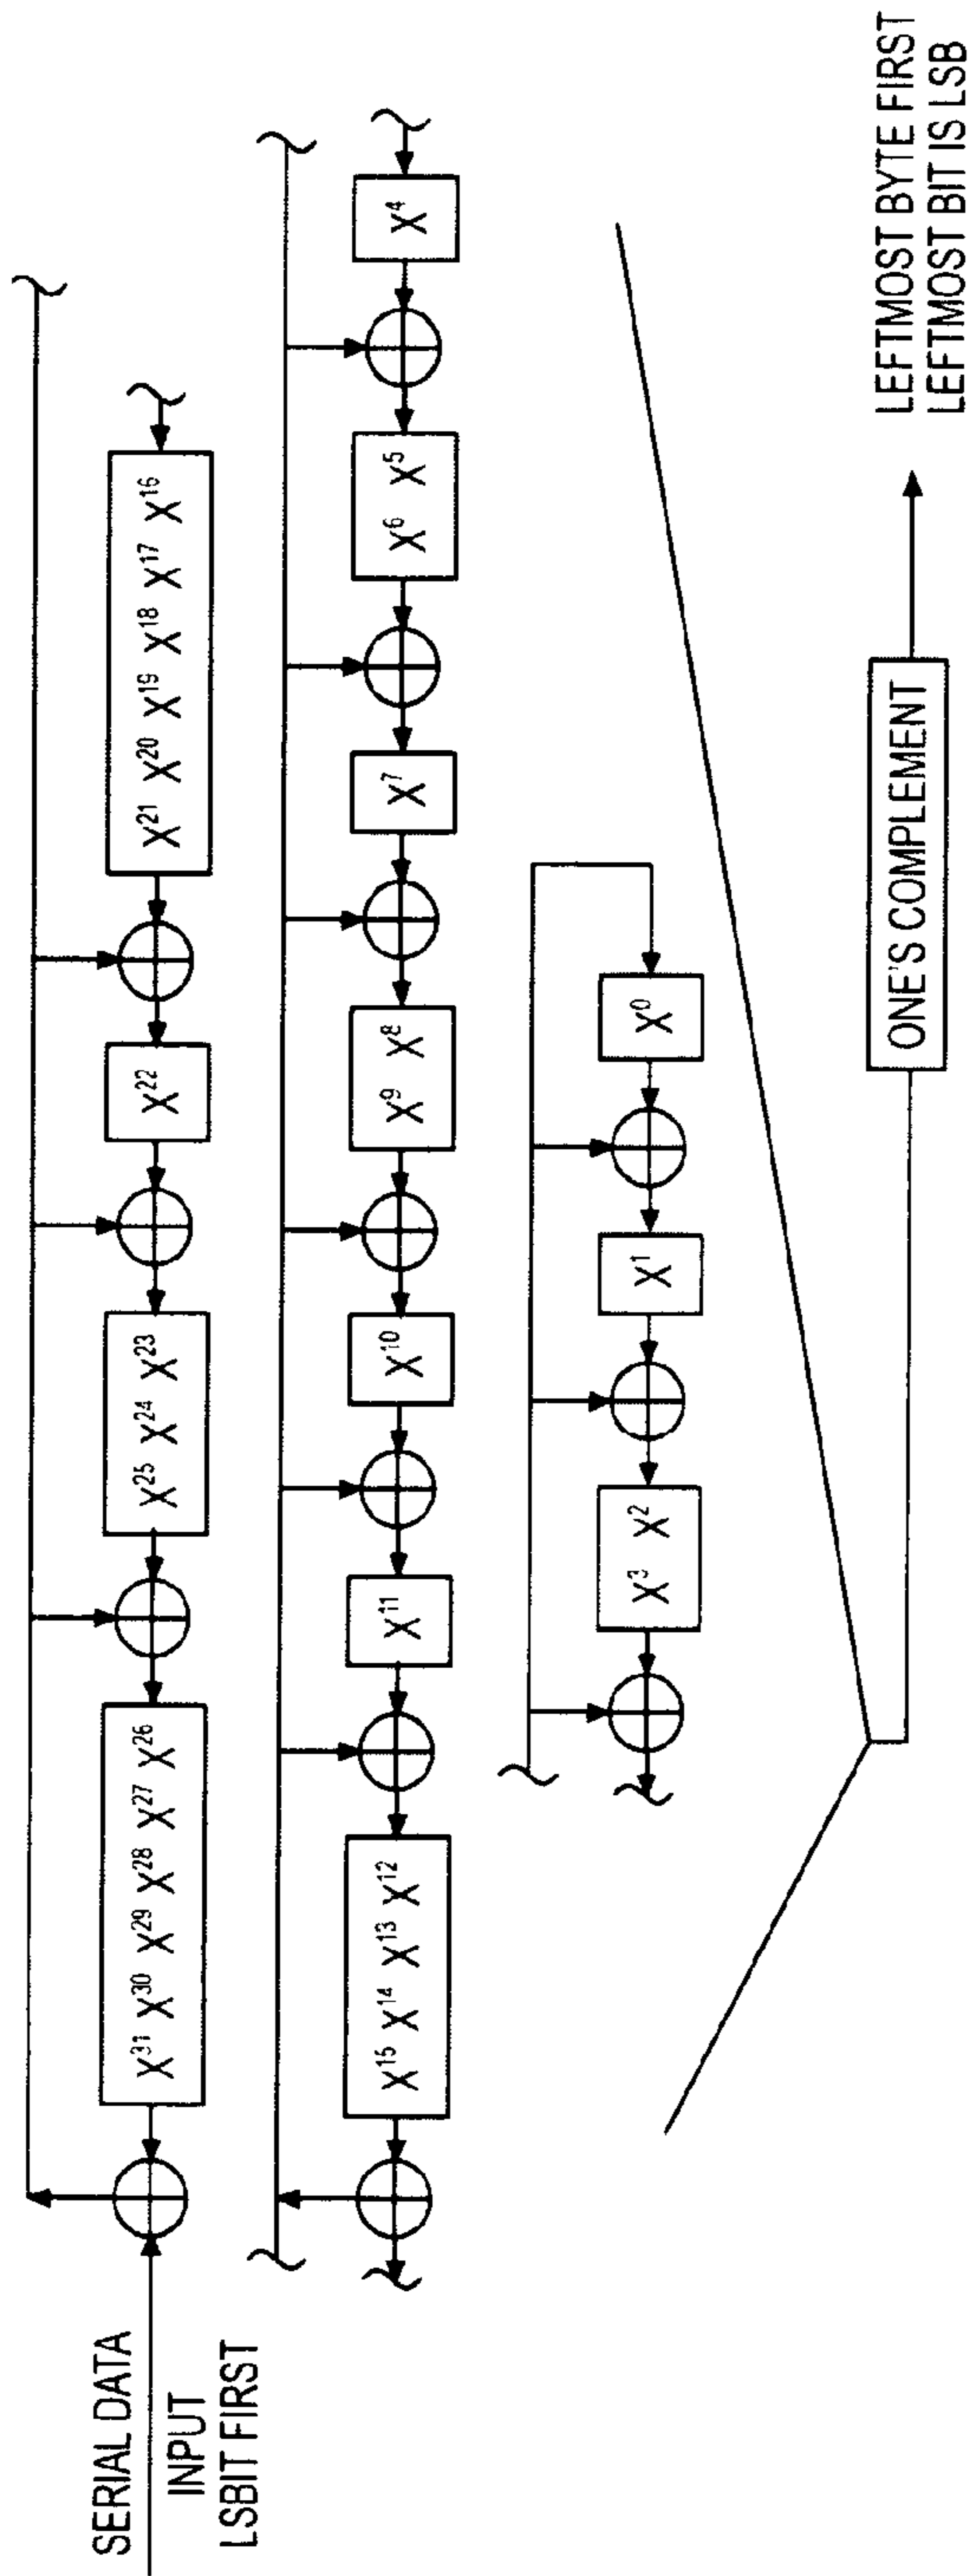 SERIAL DATA
INPUT
LSBIT FIRST
X³¹ X³⁰ X²⁹ X²⁸ X²⁷ X²⁶
X²⁵ X²⁴ X²³
X²²
X²¹ X²⁰ X¹⁹ X¹⁸ X¹⁷ X¹⁶
X¹⁵ X¹⁴ X¹³ X¹²
X¹¹
X¹⁰
X⁹ X⁸
X⁷
X⁶ X⁵
X⁴
X³ X²
X¹
X⁰
ONE'S COMPLEMENT
LEFTMOST BYTE FIRST
LEFTMOST BIT IS LSB